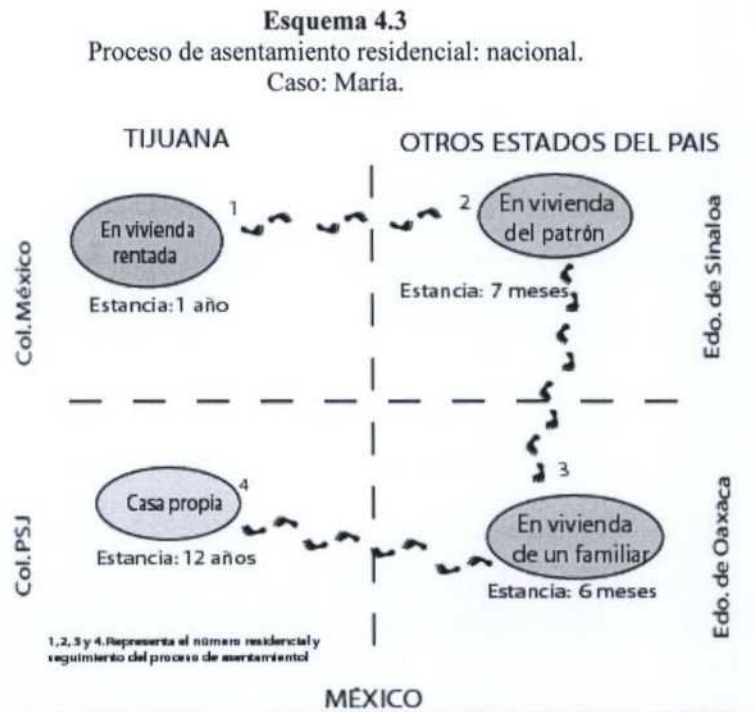 Esquema 4.3
Proceso de asentamiento residencial: nacional.
Caso: María.
TIJUANA
OTROS ESTADOS DEL PAIS
Col. México
1
En vivienda
rentada
Estancia: 1 año
2
En vivienda
del patrón
Estancia: 7 meses
Edo. de Sinaloa
Col. PSJ
4
Casa propia
Estancia: 12 años
3
En vivienda
de un familiar
Estancia: 6 meses
Edo. de Oaxaca
1,2,3 y 4.Representa el número residencial y
seguimiento del proceso de asentamientol
MÉXICO